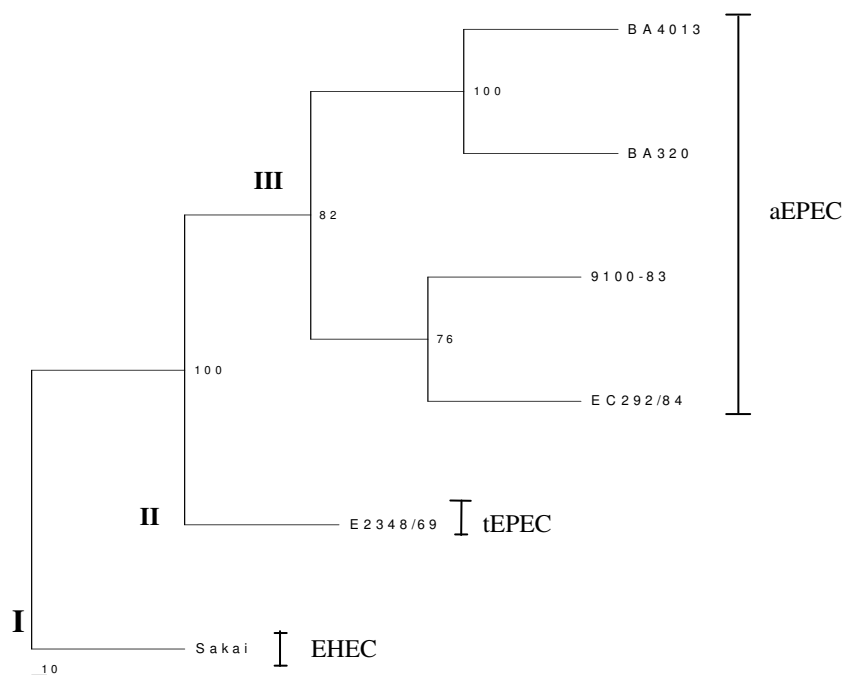 BA4013
100
BA320
III
82
aEPEC
9100-83
76
EC292/84
100
II
E2348/69
tEPEC
I
Sakai
EHEC
10